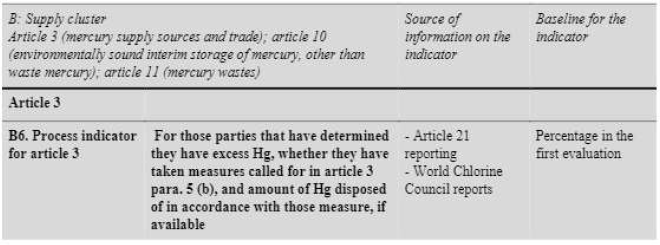 B: Supply cluster
Article 3 (mercury supply sources and trade); article 10
(environmentally sound interim storage of mercury, other than
waste mercury); article 11 (mercury wastes)
Source of
information on the
indicator
Baseline for the
indicator
Article 3
B6. Process indicator
for article 3
For those parties that have determined
they have excess Hg, whether they have
taken measures called for in article 3
para. 5 (b), and amount of Hg disposed
of in accordance with those measure, if
available
- Article 21
reporting
- World Chlorine
Council reports
Percentage in the
first evaluation